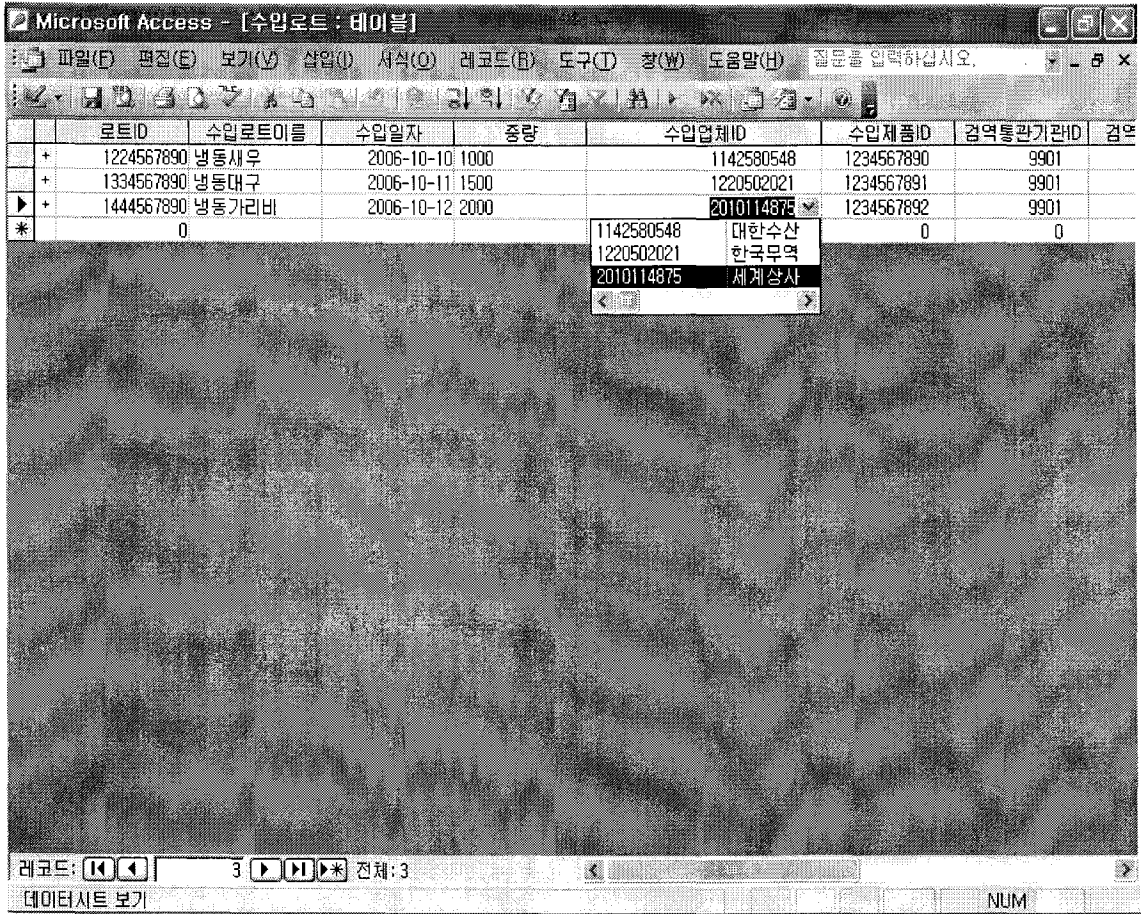 Microsoft Access - [수입로트 : 테이블]
파일(F) 편집(E) 보기(V) 삽입(I) 서식(O) 레코드(R) 도구(T) 창(W) 도움말(H) 질문을 입력하십시오.
로트ID 수입로트이름 수입일자 중량 수입업체ID 수입제품ID 검역통관기관ID 검역
+ 1224567890 냉동새우 2006-10-10 1000 1142580548 1234567890 9901
+ 1334567890 냉동대구 2006-10-11 1500 1220502021 1234567891 9901
+ 1444567890 냉동가리비 2006-10-12 2000 2010114875 1234567892 9901
0 0 0
1142580548 대한수산
1220502021 한국무역
2010114875 세계상사
레코드: 3 전체: 3
데이터시트 보기 NUM